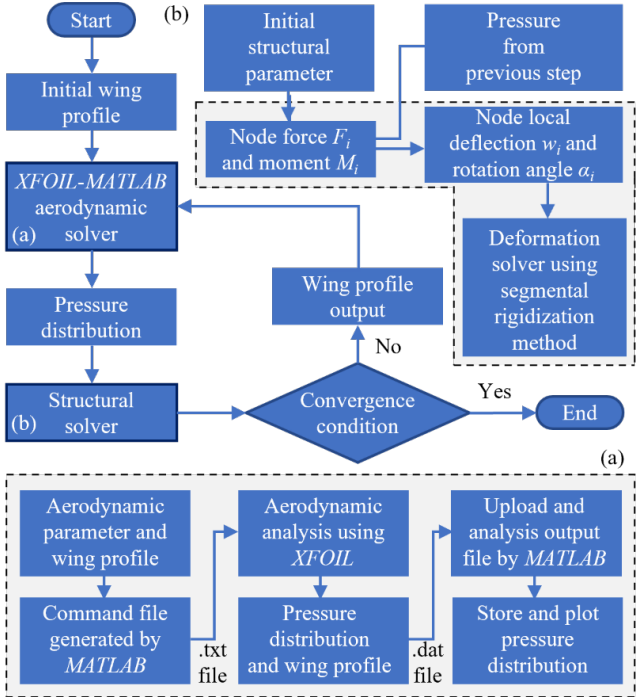 Start
Initial wing
profile
XFOIL-MATLAB
aerodynamic
solver
(a)
Pressure
distribution
Structural
solver
(b)
Convergence
condition
No
Wing profile
output
Yes
End
(b)
Initial
structural
parameter
Pressure
from
previous step
Node force F_i
and moment M_i
Node local
deflection w_i and
rotation angle α_i
Deformation
solver using
segmental
rigidization
method
(a)
Aerodynamic
parameter and
wing profile
Command file
generated by
MATLAB
.txt
file
Aerodynamic
analysis using
XFOIL
Pressure
distribution
and wing profile
.dat
file
Upload and
analysis output
file by MATLAB
Store and plot
pressure
distribution